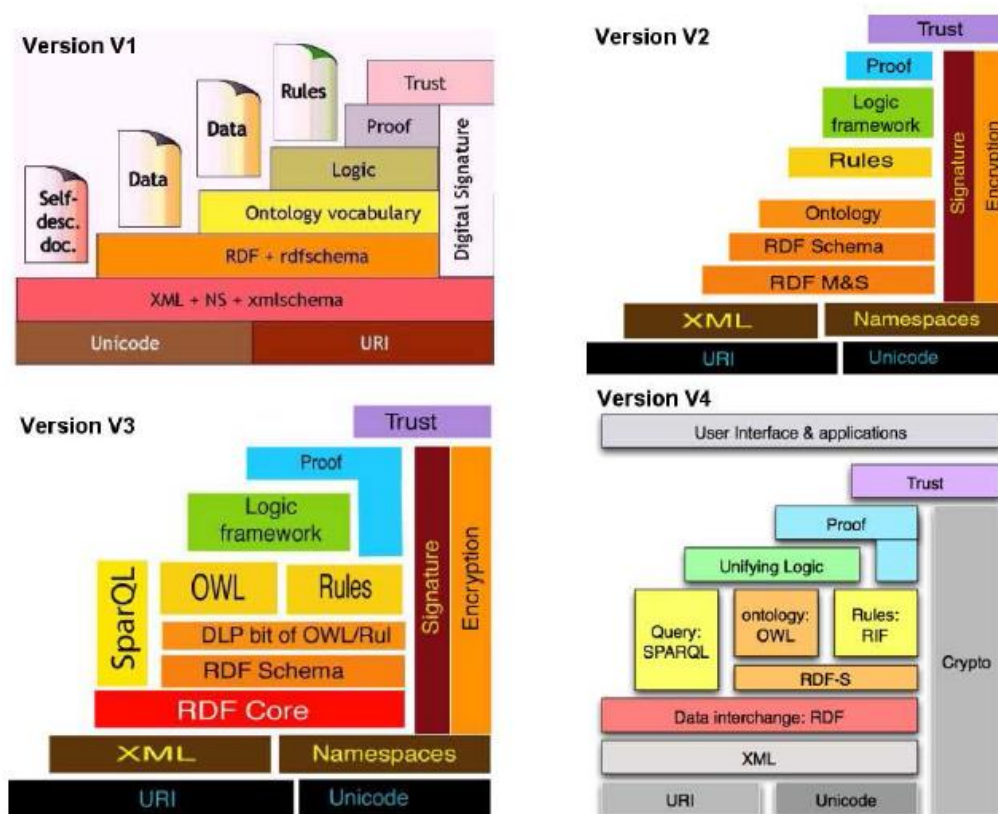 Version V1
Rules
Data
Data
Self-
desc.
doc.
Trust
Proof
Logic
Ontology vocabulary
RDF + rdfschema
Digital Signature
XML + NS + xmlschema
Unicode
URI
Version V2
Trust
Proof
Logic
framework
Rules
Ontology
RDF Schema
RDF M&S
Signature
Encryption
XML
Namespaces
URI
Unicode
Version V3
Trust
Proof
Logic
framework
SparQL
OWL
Rules
DLP bit of OWL/Rul
RDF Schema
RDF Core
Signature
Encryption
XML
Namespaces
URI
Unicode
Version V4
User Interface & applications
Trust
Proof
Unifying Logic
Query:
SPARQL
ontology:
OWL
Rules:
RIF
RDF-S
Crypto
Data interchange: RDF
XML
URI
Unicode